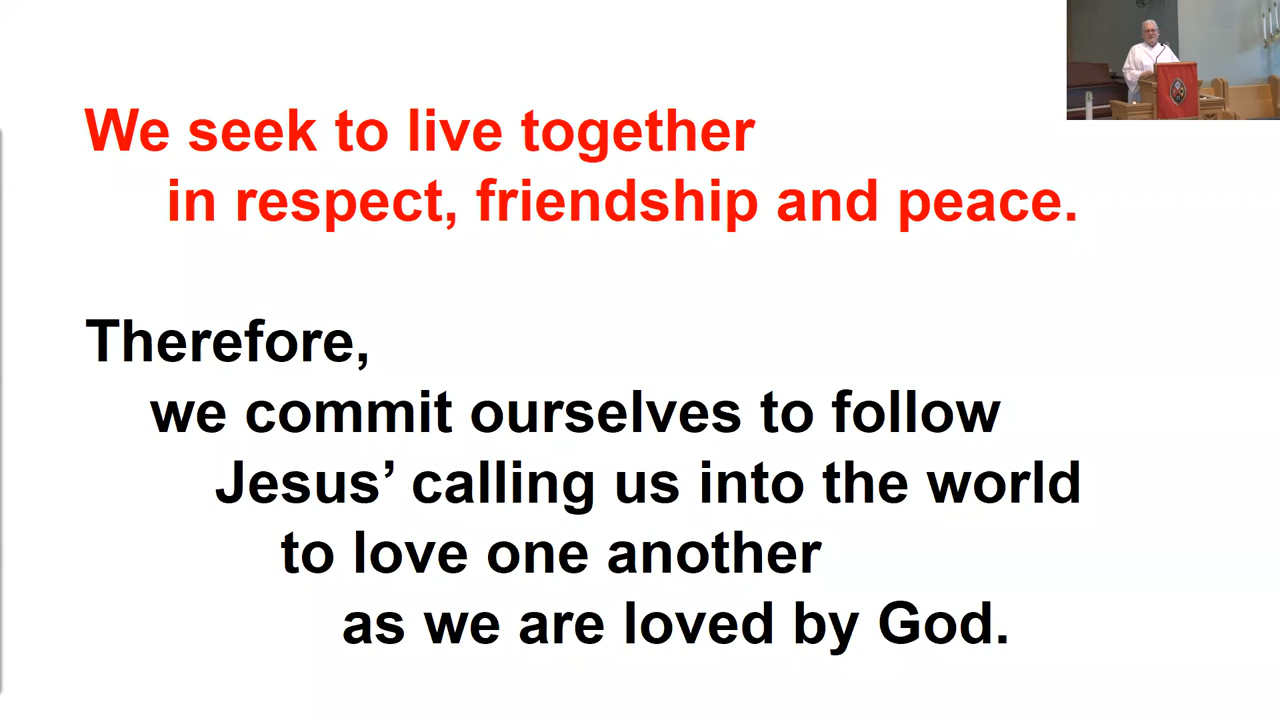 We seek to live together
in respect, friendship and peace.
Therefore,
we commit ourselves to follow
Jesus’ calling us into the world
to love one another
as we are loved by God.